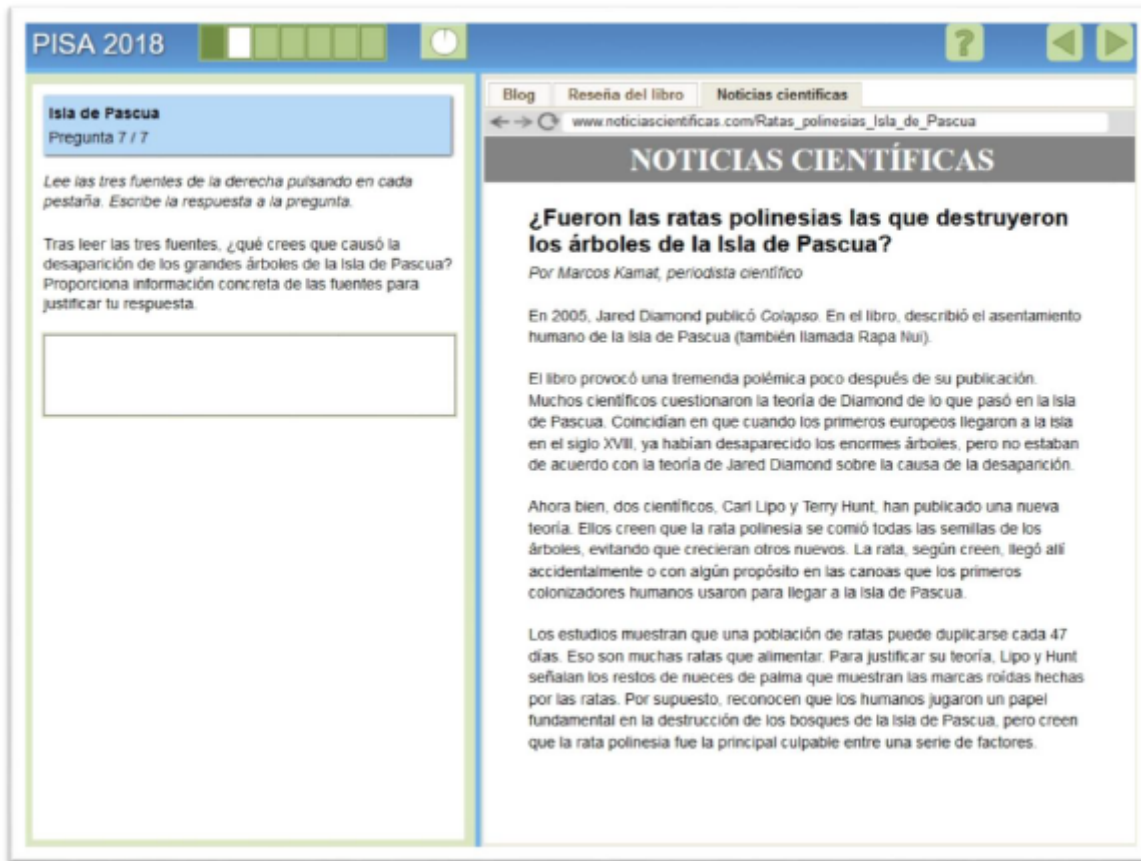 PISA 2018
?
Isla de Pascua
Pregunta 7 / 7
Lee las tres fuentes de la derecha pulsando en cada
pestaña. Escribe la respuesta a la pregunta.
Tras leer las tres fuentes, ¿qué crees que causó la
desaparición de los grandes árboles de la Isla de Pascua?
Proporciona información concreta de las fuentes para
justificar tu respuesta.
Blog Reseña del libro Noticias científicas
www.noticiascientificas.com/Ratas_polinesias_Isla_de_Pascua
NOTICIAS CIENTÍFICAS
¿Fueron las ratas polinesias las que destruyeron
los árboles de la Isla de Pascua?
Por Marcos Kamat, periodista científico
En 2005, Jared Diamond publicó Colapso. En el libro, describió el asentamiento
humano de la Isla de Pascua (también llamada Rapa Nui).
El libro provocó una tremenda polémica poco después de su publicación.
Muchos científicos cuestionaron la teoría de Diamond de lo que pasó en la Isla
de Pascua. Coincidían en que cuando los primeros europeos llegaron a la isla
en el siglo XVIII, ya habían desaparecido los enormes árboles, pero no estaban
de acuerdo con la teoría de Jared Diamond sobre la causa de la desaparición.
Ahora bien, dos científicos, Carl Lipo y Terry Hunt, han publicado una nueva
teoría. Ellos creen que la rata polinesia se comió todas las semillas de los
árboles, evitando que crecieran otros nuevos. La rata, según creen, llegó allí
accidentalmente o con algún propósito en las canoas que los primeros
colonizadores humanos usaron para llegar a la Isla de Pascua.
Los estudios muestran que una población de ratas puede duplicarse cada 47
días. Eso son muchas ratas que alimentar. Para justificar su teoría, Lipo y Hunt
señalan los restos de nueces de palma que muestran las marcas roídas hechas
por las ratas. Por supuesto, reconocen que los humanos jugaron un papel
fundamental en la destrucción de los bosques de la Isla de Pascua, pero creen
que la rata polinesia fue la principal culpable entre una serie de factores.